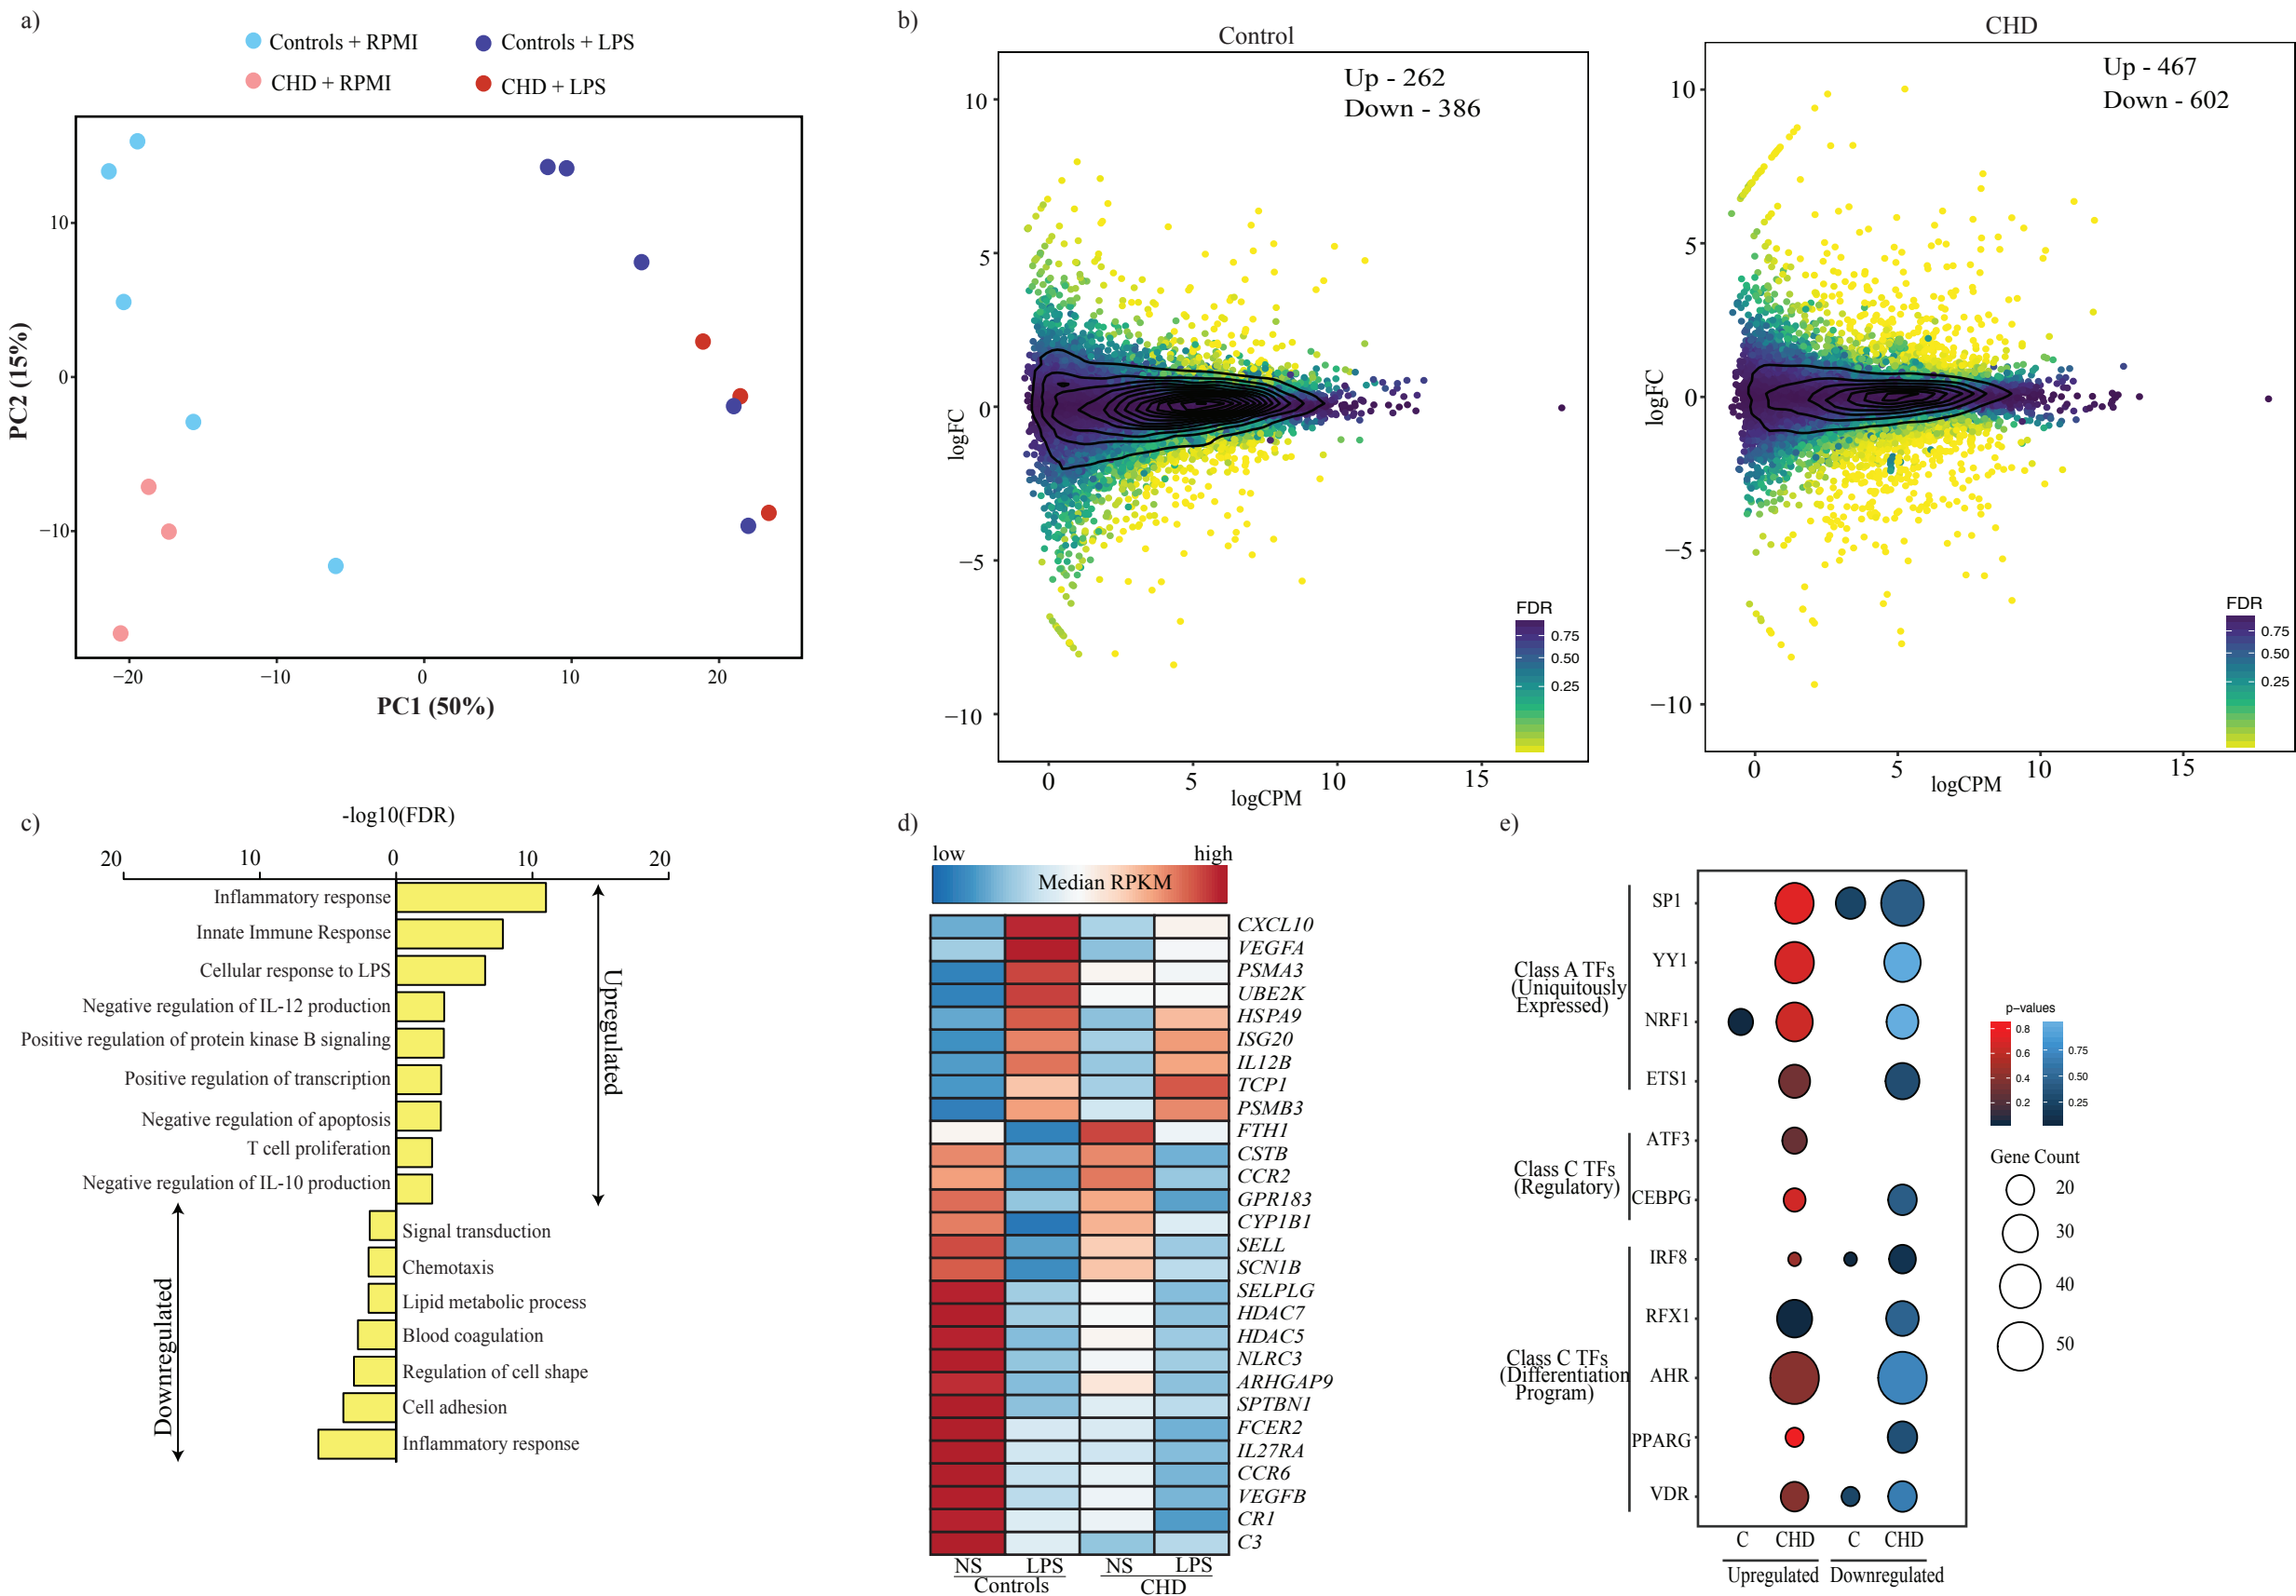 a)
Controls + RPMI
Controls + LPS
CHD + RPMI
CHD + LPS
PC2 (15%)
10
0
−10
−20
−10
0
10
20
PC1 (50%)
b)
Control
Up - 262
Down - 386
logFC
10
5
0
−5
−10
FDR
0.75
0.50
0.25
0
5
10
15
logCPM
CHD
Up - 467
Down - 602
logFC
10
5
0
−5
−10
FDR
0.75
0.50
0.25
0
5
10
15
logCPM
c)
-log10(FDR)
20
10
0
10
20
Inflammatory response
Innate Immune Response
Cellular response to LPS
Negative regulation of IL-12 production
Positive regulation of protein kinase B signaling
Positive regulation of transcription
Negative regulation of apoptosis
T cell proliferation
Negative regulation of IL-10 production
Upregulated
Signal transduction
Chemotaxis
Lipid metabolic process
Blood coagulation
Regulation of cell shape
Cell adhesion
Inflammatory response
Downregulated
d)
low
high
Median RPKM
CXCL10
VEGFA
PSMA3
UBE2K
HSPA9
ISG20
IL12B
TCP1
PSMB3
FTH1
CSTB
CCR2
GPR183
CYP1B1
SELL
SCN1B
SELPLG
HDAC7
HDAC5
NLRC3
ARHGAP9
SPTBN1
FCER2
IL27RA
CCR6
VEGFB
CR1
C3
NS
LPS
NS
LPS
Controls
CHD
e)
Class A TFs
(Uniquitously
Expressed)
Class C TFs
(Regulatory)
Class C TFs
(Differentiation
Program)
SP1
YY1
NRF1
ETS1
ATF3
CEBPG
IRF8
RFX1
AHR
PPARG
VDR
C
CHD
C
CHD
Upregulated
Downregulated
p−values
0.8
0.6
0.4
0.2
0.75
0.50
0.25
Gene Count
20
30
40
50